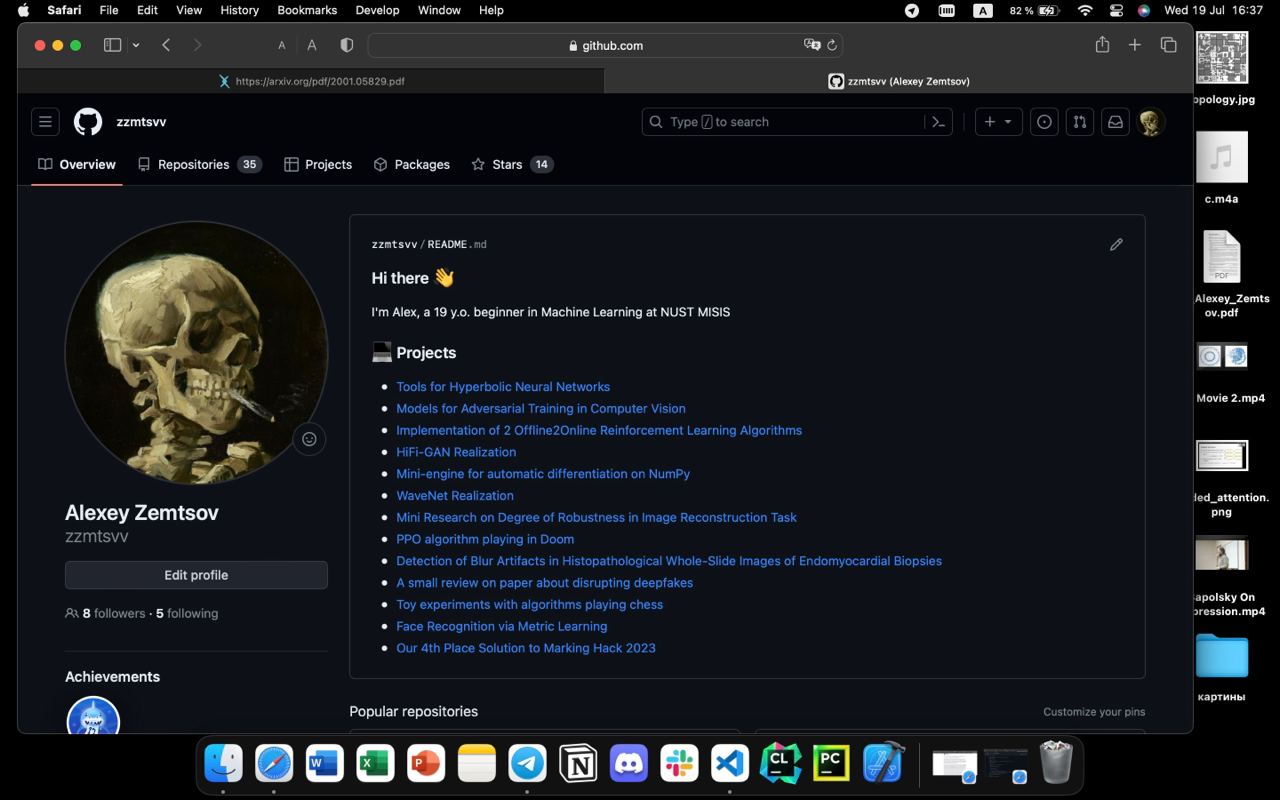 Safari File Edit View History Bookmarks Develop Window Help A 82 % Wed 19 Jul 16:37
A A github.com
https://arxiv.org/pdf/2001.05829.pdf zzmtsvv (Alexey Zemtsov)
zzmtsvv Type / to search
Overview Repositories 35 Projects Packages Stars 14
zzmtsvv/README.md
Hi there 👋
I'm Alex, a 19 y.o. beginner in Machine Learning at NUST MISIS
💻 Projects
• Tools for Hyperbolic Neural Networks
• Models for Adversarial Training in Computer Vision
• Implementation of 2 Offline2Online Reinforcement Learning Algorithms
• HiFi-GAN Realization
• Mini-engine for automatic differentiation on NumPy
• WaveNet Realization
• Mini Research on Degree of Robustness in Image Reconstruction Task
• PPO algorithm playing in Doom
• Detection of Blur Artifacts in Histopathological Whole-Slide Images of Endomyocardial Biopsies
• A small review on paper about disrupting deepfakes
• Toy experiments with algorithms playing chess
• Face Recognition via Metric Learning
• Our 4th Place Solution to Marking Hack 2023
Alexey Zemtsov
zzmtsvv
Edit profile
8 followers · 5 following
Achievements
Popular repositories Customize your pins
opology.jpg
c.m4a
PDF
Alexey_Zemts
ov.pdf
Movie 2.mp4
ded_attention.
png
Sapolsky On
pression.mp4
картины
W X P N CL PC